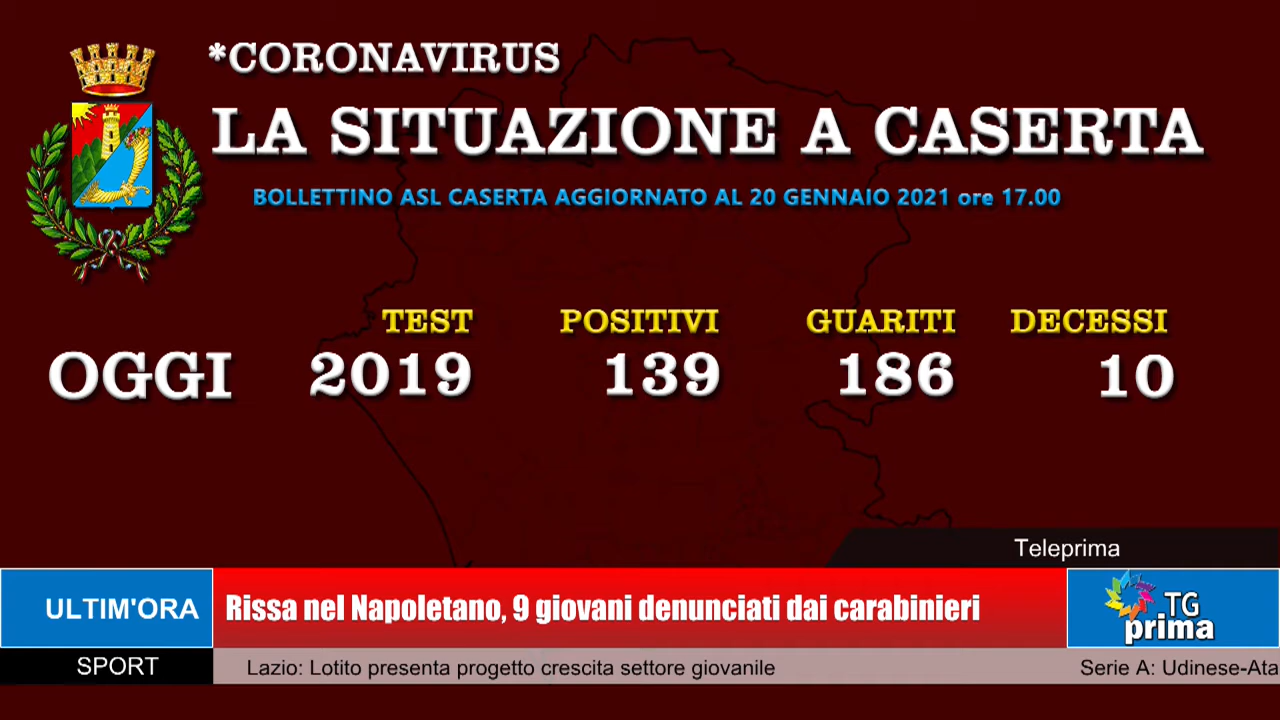 *CORONAVIRUS
LA SITUAZIONE A CASERTA
BOLLETTINO ASL CASERTA AGGIORNATO AL 20 GENNAIO 2021 ore 17.00
TEST POSITIVI GUARITI DECESSI
OGGI 2019 139 186 10
Teleprima
ULTIM'ORA Rissa nel Napoletano, 9 giovani denunciati dai carabinieri
TG
prima
SPORT Lazio: Lotito presenta progetto crescita settore giovanile Serie A: Udinese-Ata